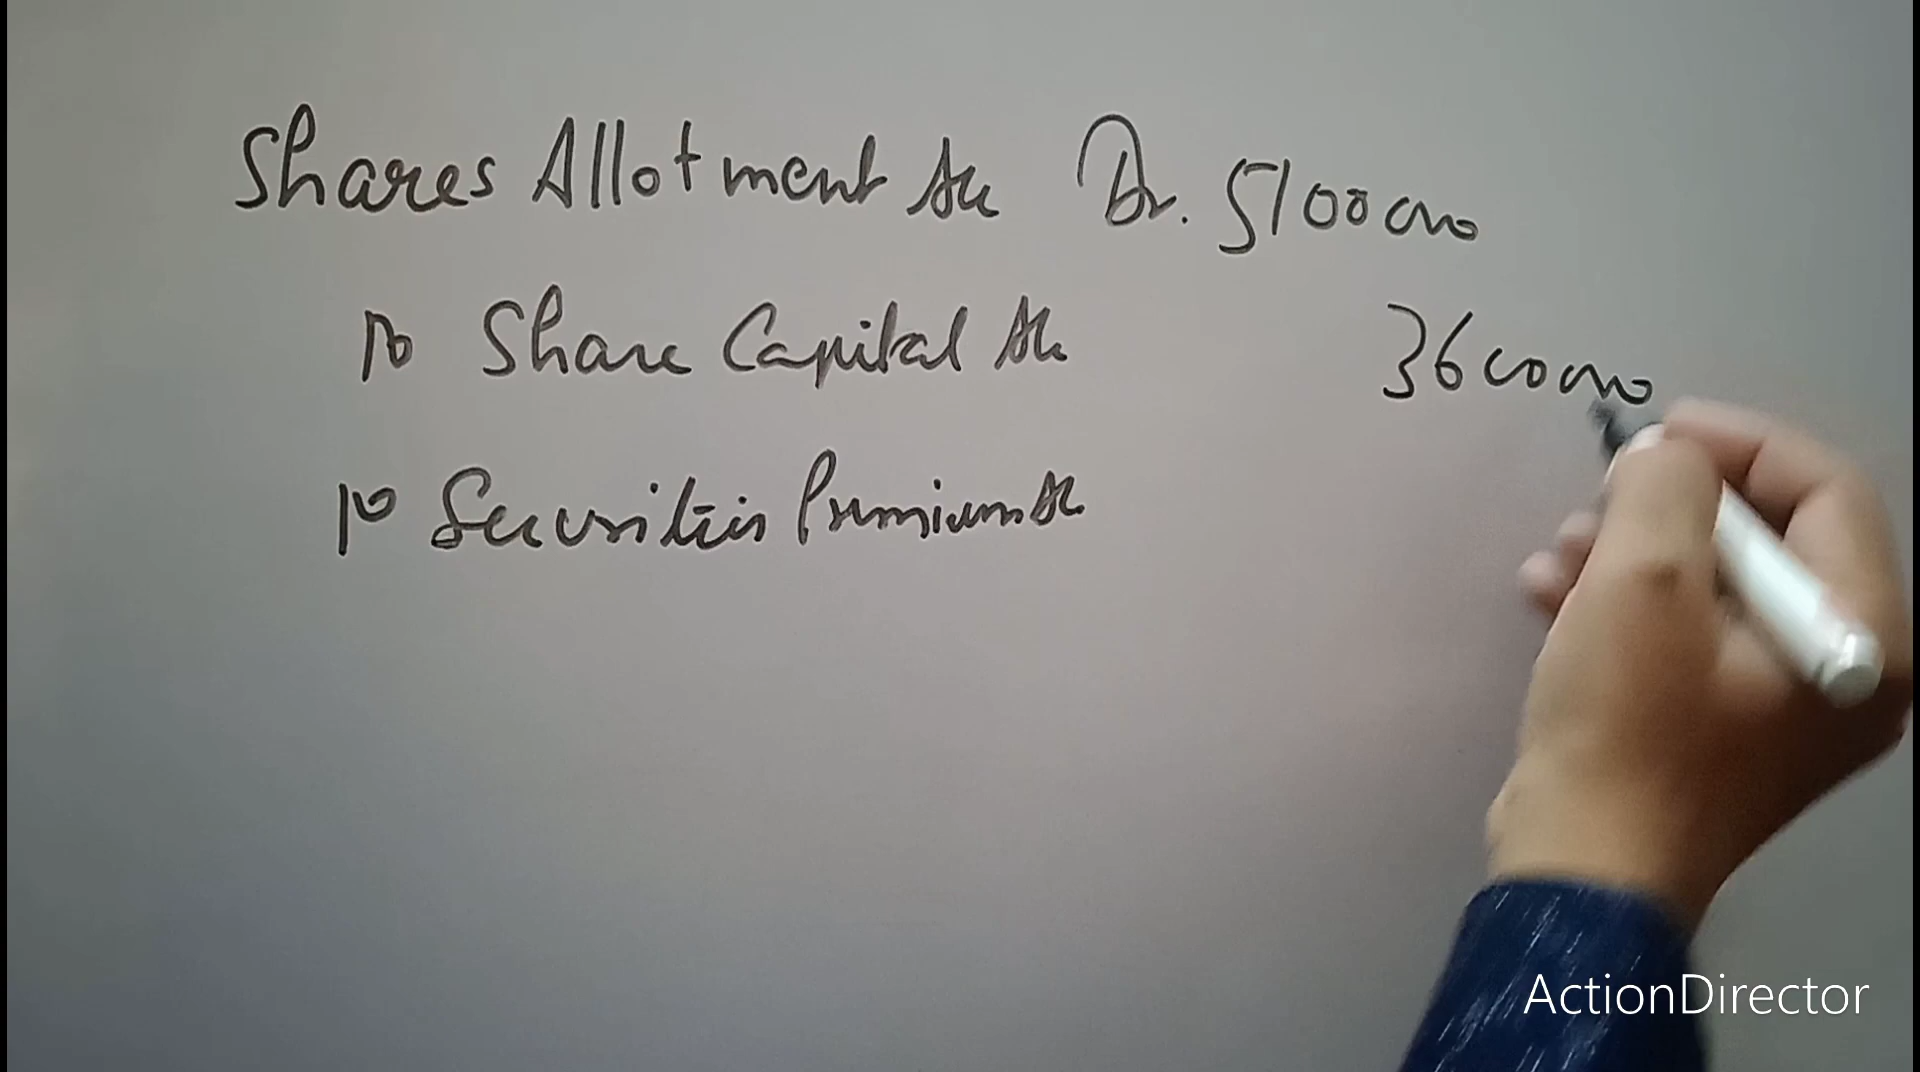 Shares Allotment A/c Dr. 5100000
To Share Capital A/c 3600000
To Securities Premium A/c
ActionDirector